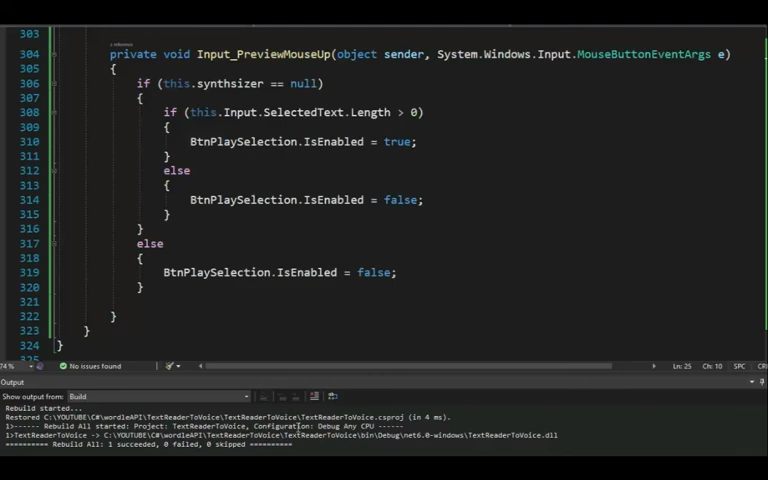 303
1 reference
304 private void Input_PreviewMouseUp(object sender, System.Windows.Input.MouseButtonEventArgs e)
305 {
306 if (this.synthsizer == null)
307 {
308 if (this.Input.SelectedText.Length > 0)
309 {
310 BtnPlaySelection.IsEnabled = true;
311 }
312 else
313 {
314 BtnPlaySelection.IsEnabled = false;
315 }
316 }
317 else
318 {
319 BtnPlaySelection.IsEnabled = false;
320 }
321
322 }
323 }
324 }
325
74 % No issues found Ln: 25 Ch: 10 SPC
Output
Show output from: Build
Rebuild started...
Restored C:\YOUTUBE\C#\wordleAPI\TextReaderToVoice\TextReaderToVoice\TextReaderToVoice.csproj (in 4 ms).
1>------ Rebuild All started: Project: TextReaderToVoice, Configuration: Debug Any CPU ------
1>TextReaderToVoice -> C:\YOUTUBE\C#\wordleAPI\TextReaderToVoice\TextReaderToVoice\bin\Debug\net6.0-windows\TextReaderToVoice.dll
========== Rebuild All: 1 succeeded, 0 failed, 0 skipped ==========